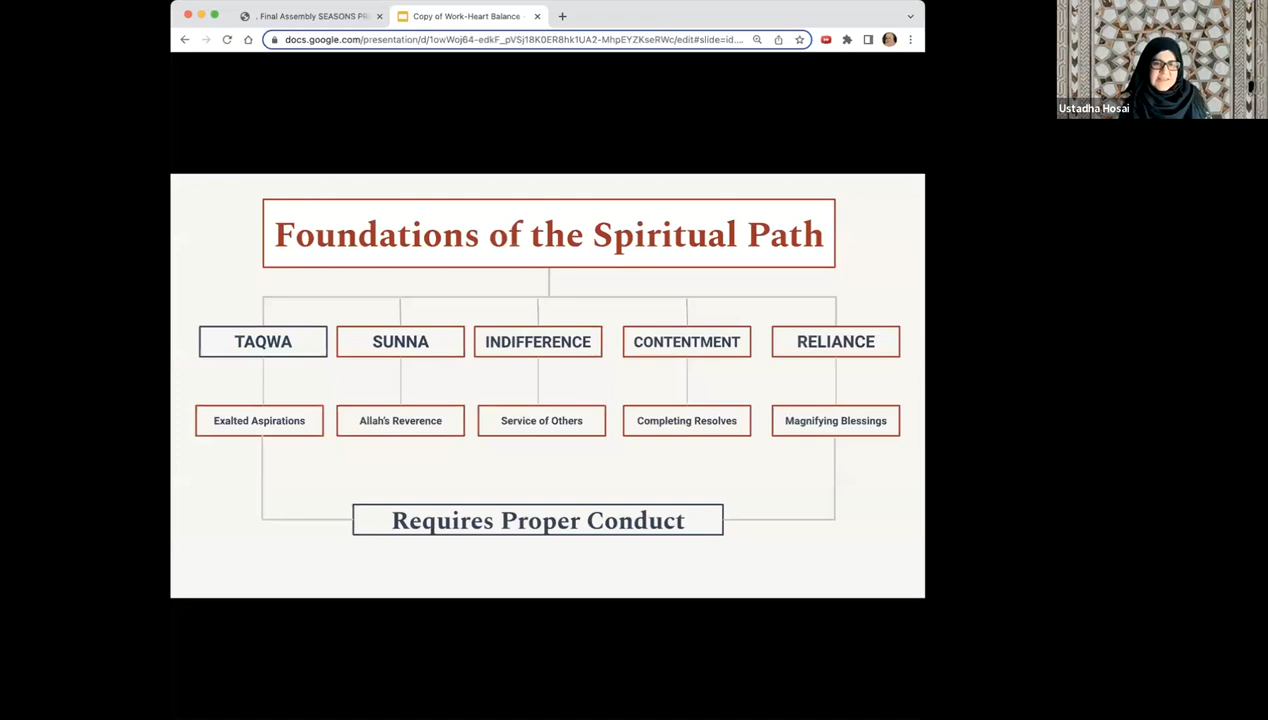 . Final Assembly SEASONS PR
Copy of Work-Heart Balance -
docs.google.com/presentation/d/1owWoj64-edkF_pVSj18K0ER8hk1UA2-MhpEYZKseRWc/edit#slide=id....
Ustadha Hosai
Foundations of the Spiritual Path
TAQWA SUNNA INDIFFERENCE CONTENTMENT RELIANCE
Exalted Aspirations Allah's Reverence Service of Others Completing Resolves Magnifying Blessings
Requires Proper Conduct